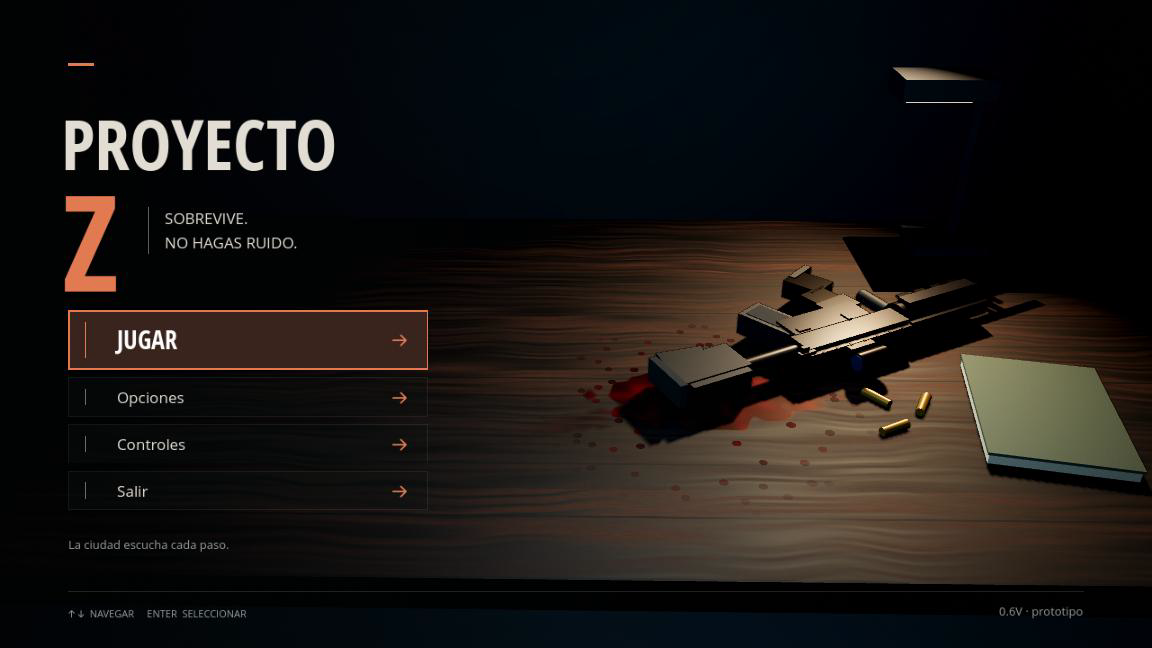 PROYECTO
Z
SOBREVIVE.
NO HAGAS RUIDO.
JUGAR →
Opciones →
Controles →
Salir →
La ciudad escucha cada paso.
↑↓ NAVEGAR ENTER SELECCIONAR
0.6V · prototipo